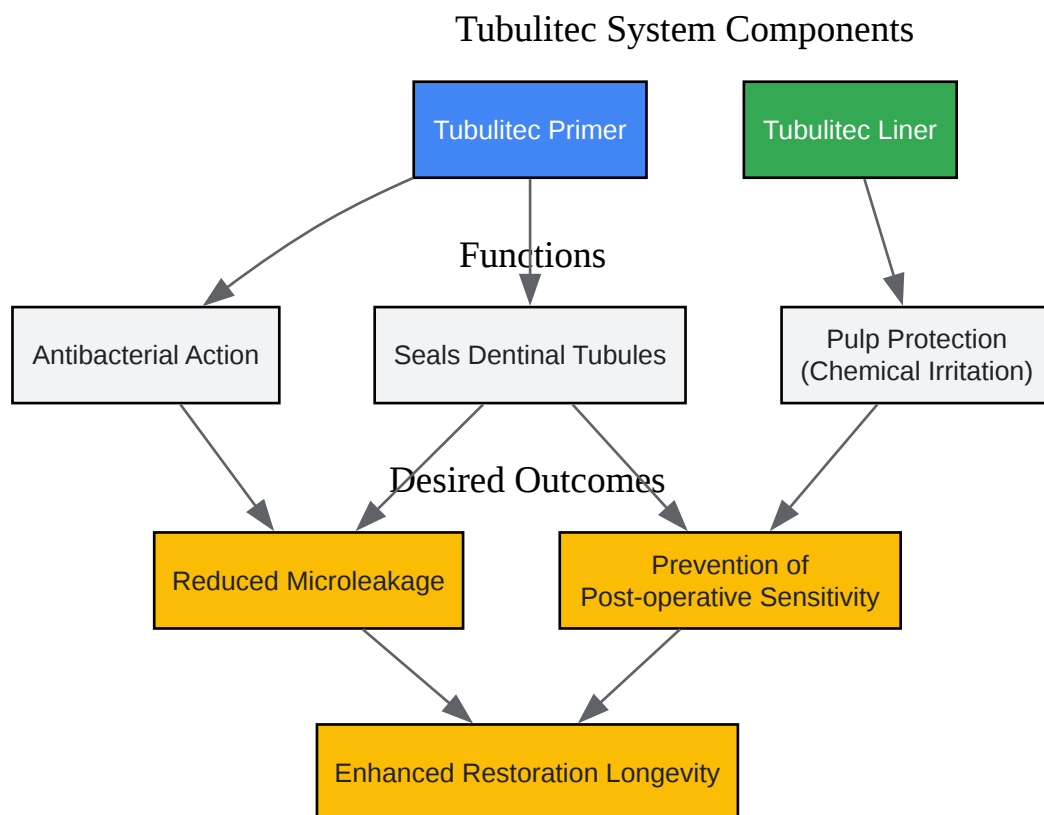 Tubulitec System Components
Tubulitec Primer
Tubulitec Liner
Functions
Antibacterial Action
Seals Dentinal Tubules
Pulp Protection
(Chemical Irritation)
Desired Outcomes
Reduced Microleakage
Prevention of
Post-operative Sensitivity
Enhanced Restoration Longevity